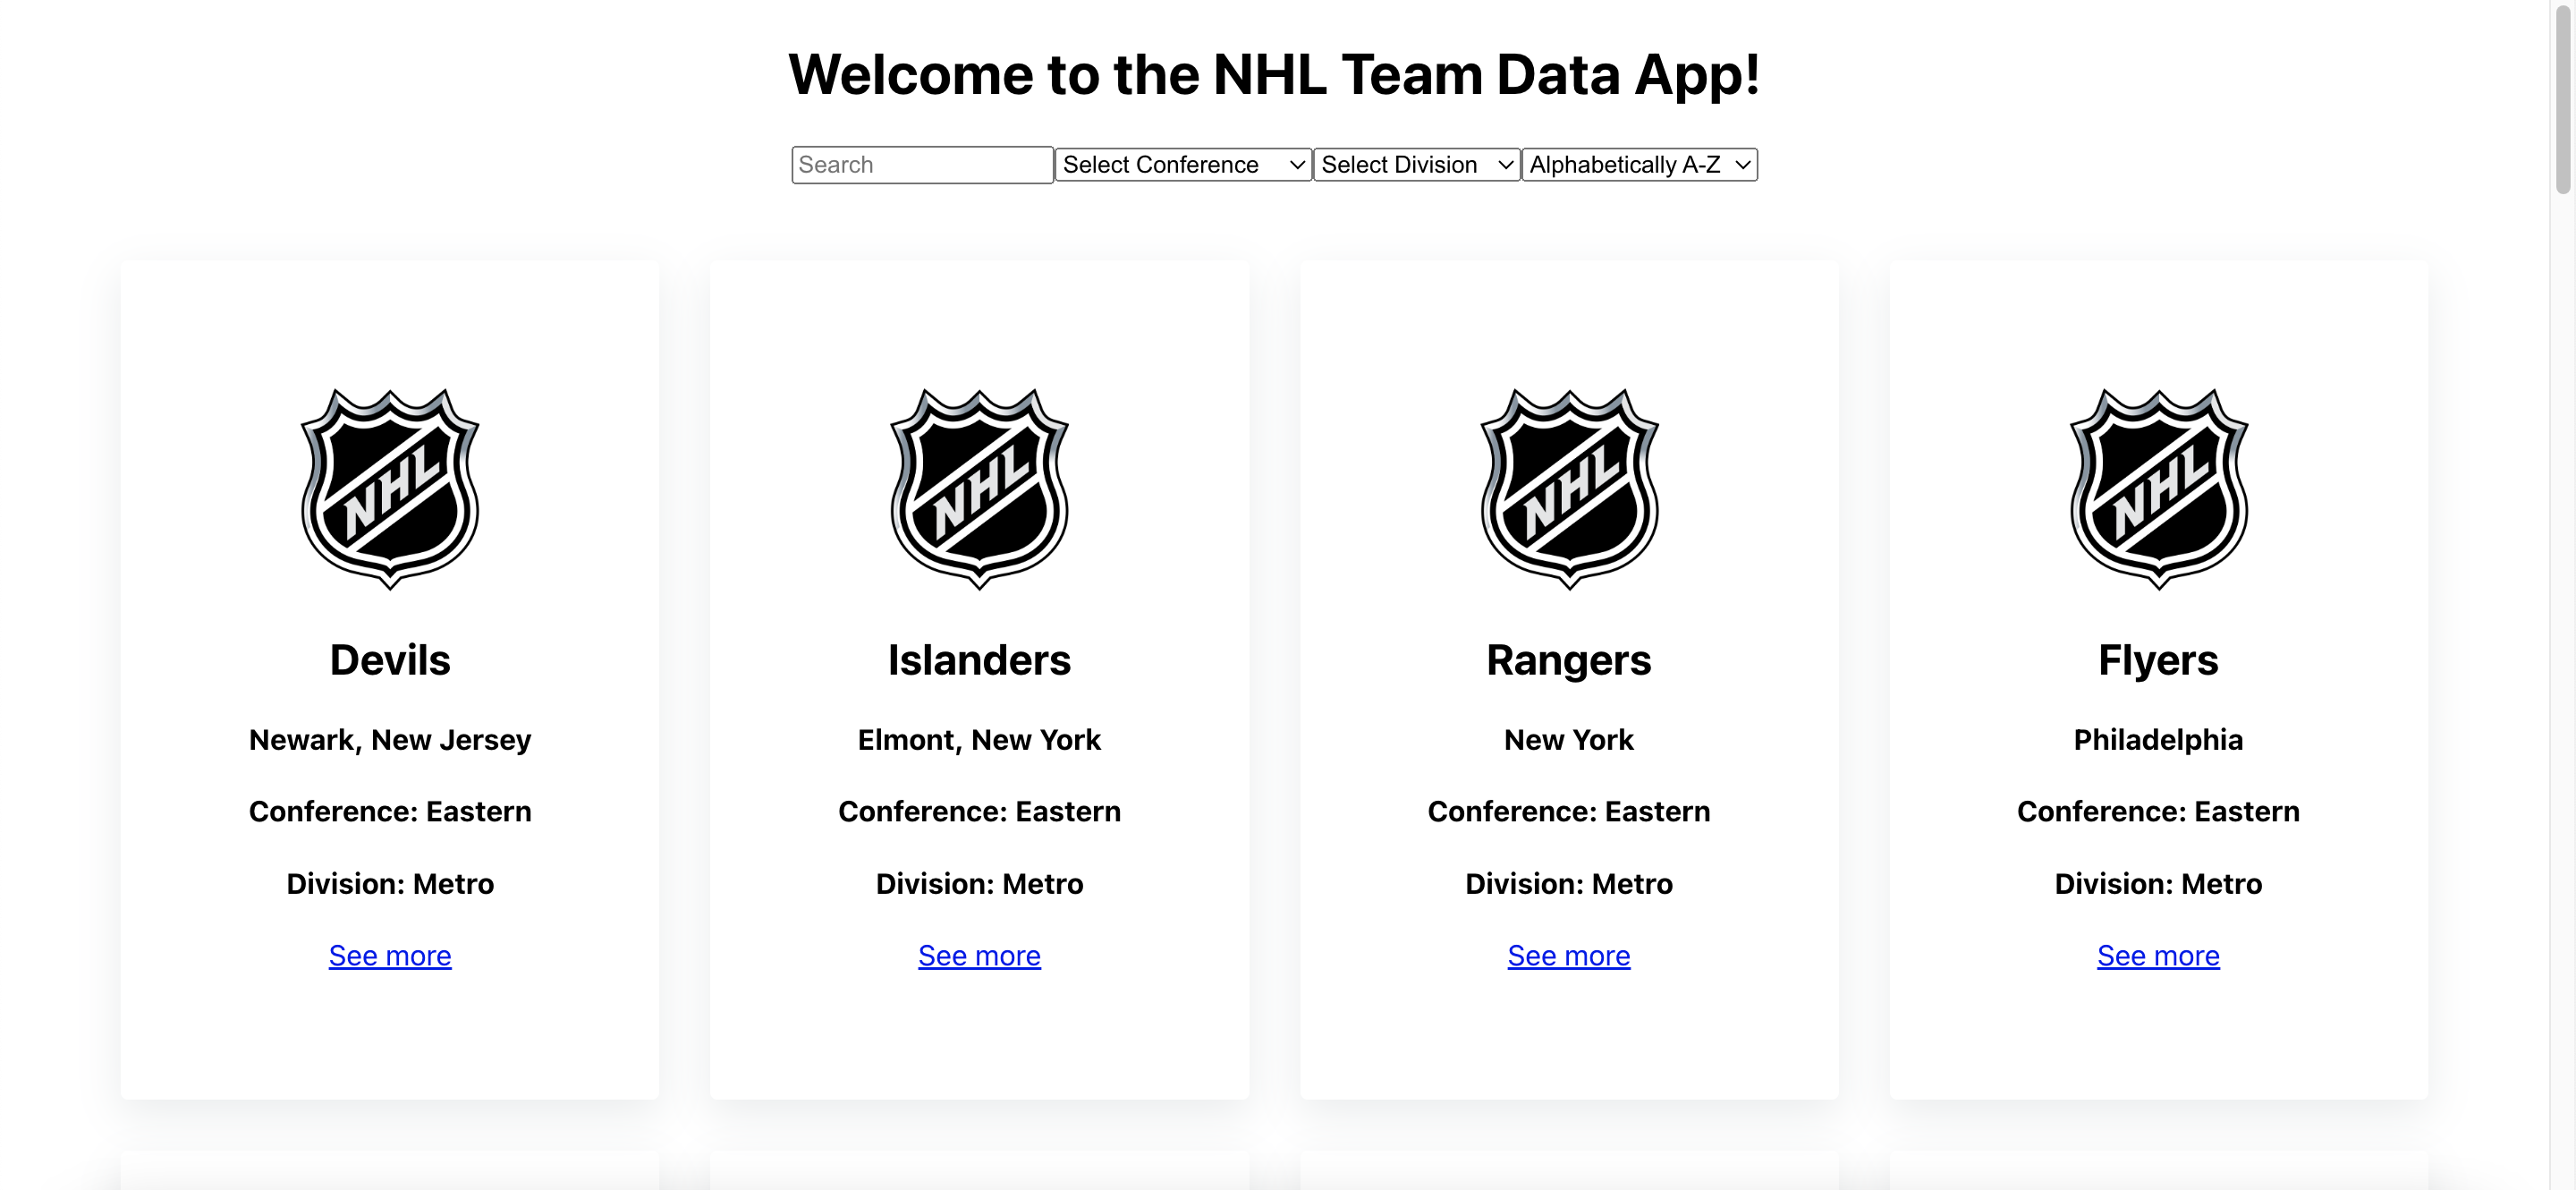 Welcome to the NHL Team Data App!
Search Select Conference Select Division Alphabetically A-Z
NHL NHL NHL NHL
Devils Islanders Rangers Flyers
Newark, New Jersey Elmont, New York New York Philadelphia
Conference: Eastern Conference: Eastern Conference: Eastern Conference: Eastern
Division: Metro Division: Metro Division: Metro Division: Metro
See more See more See more See more